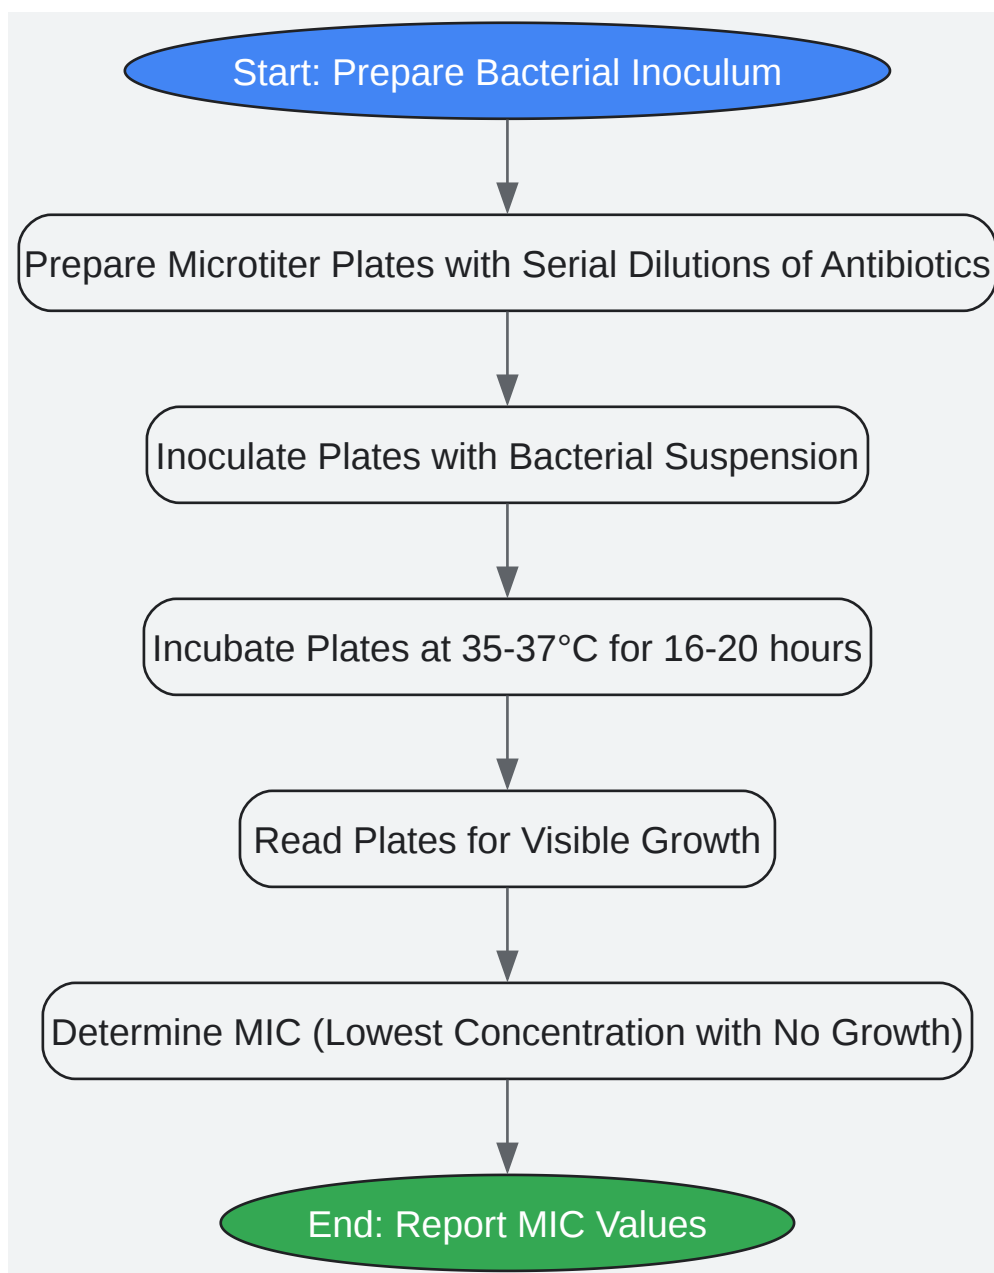 Start: Prepare Bacterial Inoculum
Prepare Microtiter Plates with Serial Dilutions of Antibiotics
Inoculate Plates with Bacterial Suspension
Incubate Plates at 35-37°C for 16-20 hours
Read Plates for Visible Growth
Determine MIC (Lowest Concentration with No Growth)
End: Report MIC Values